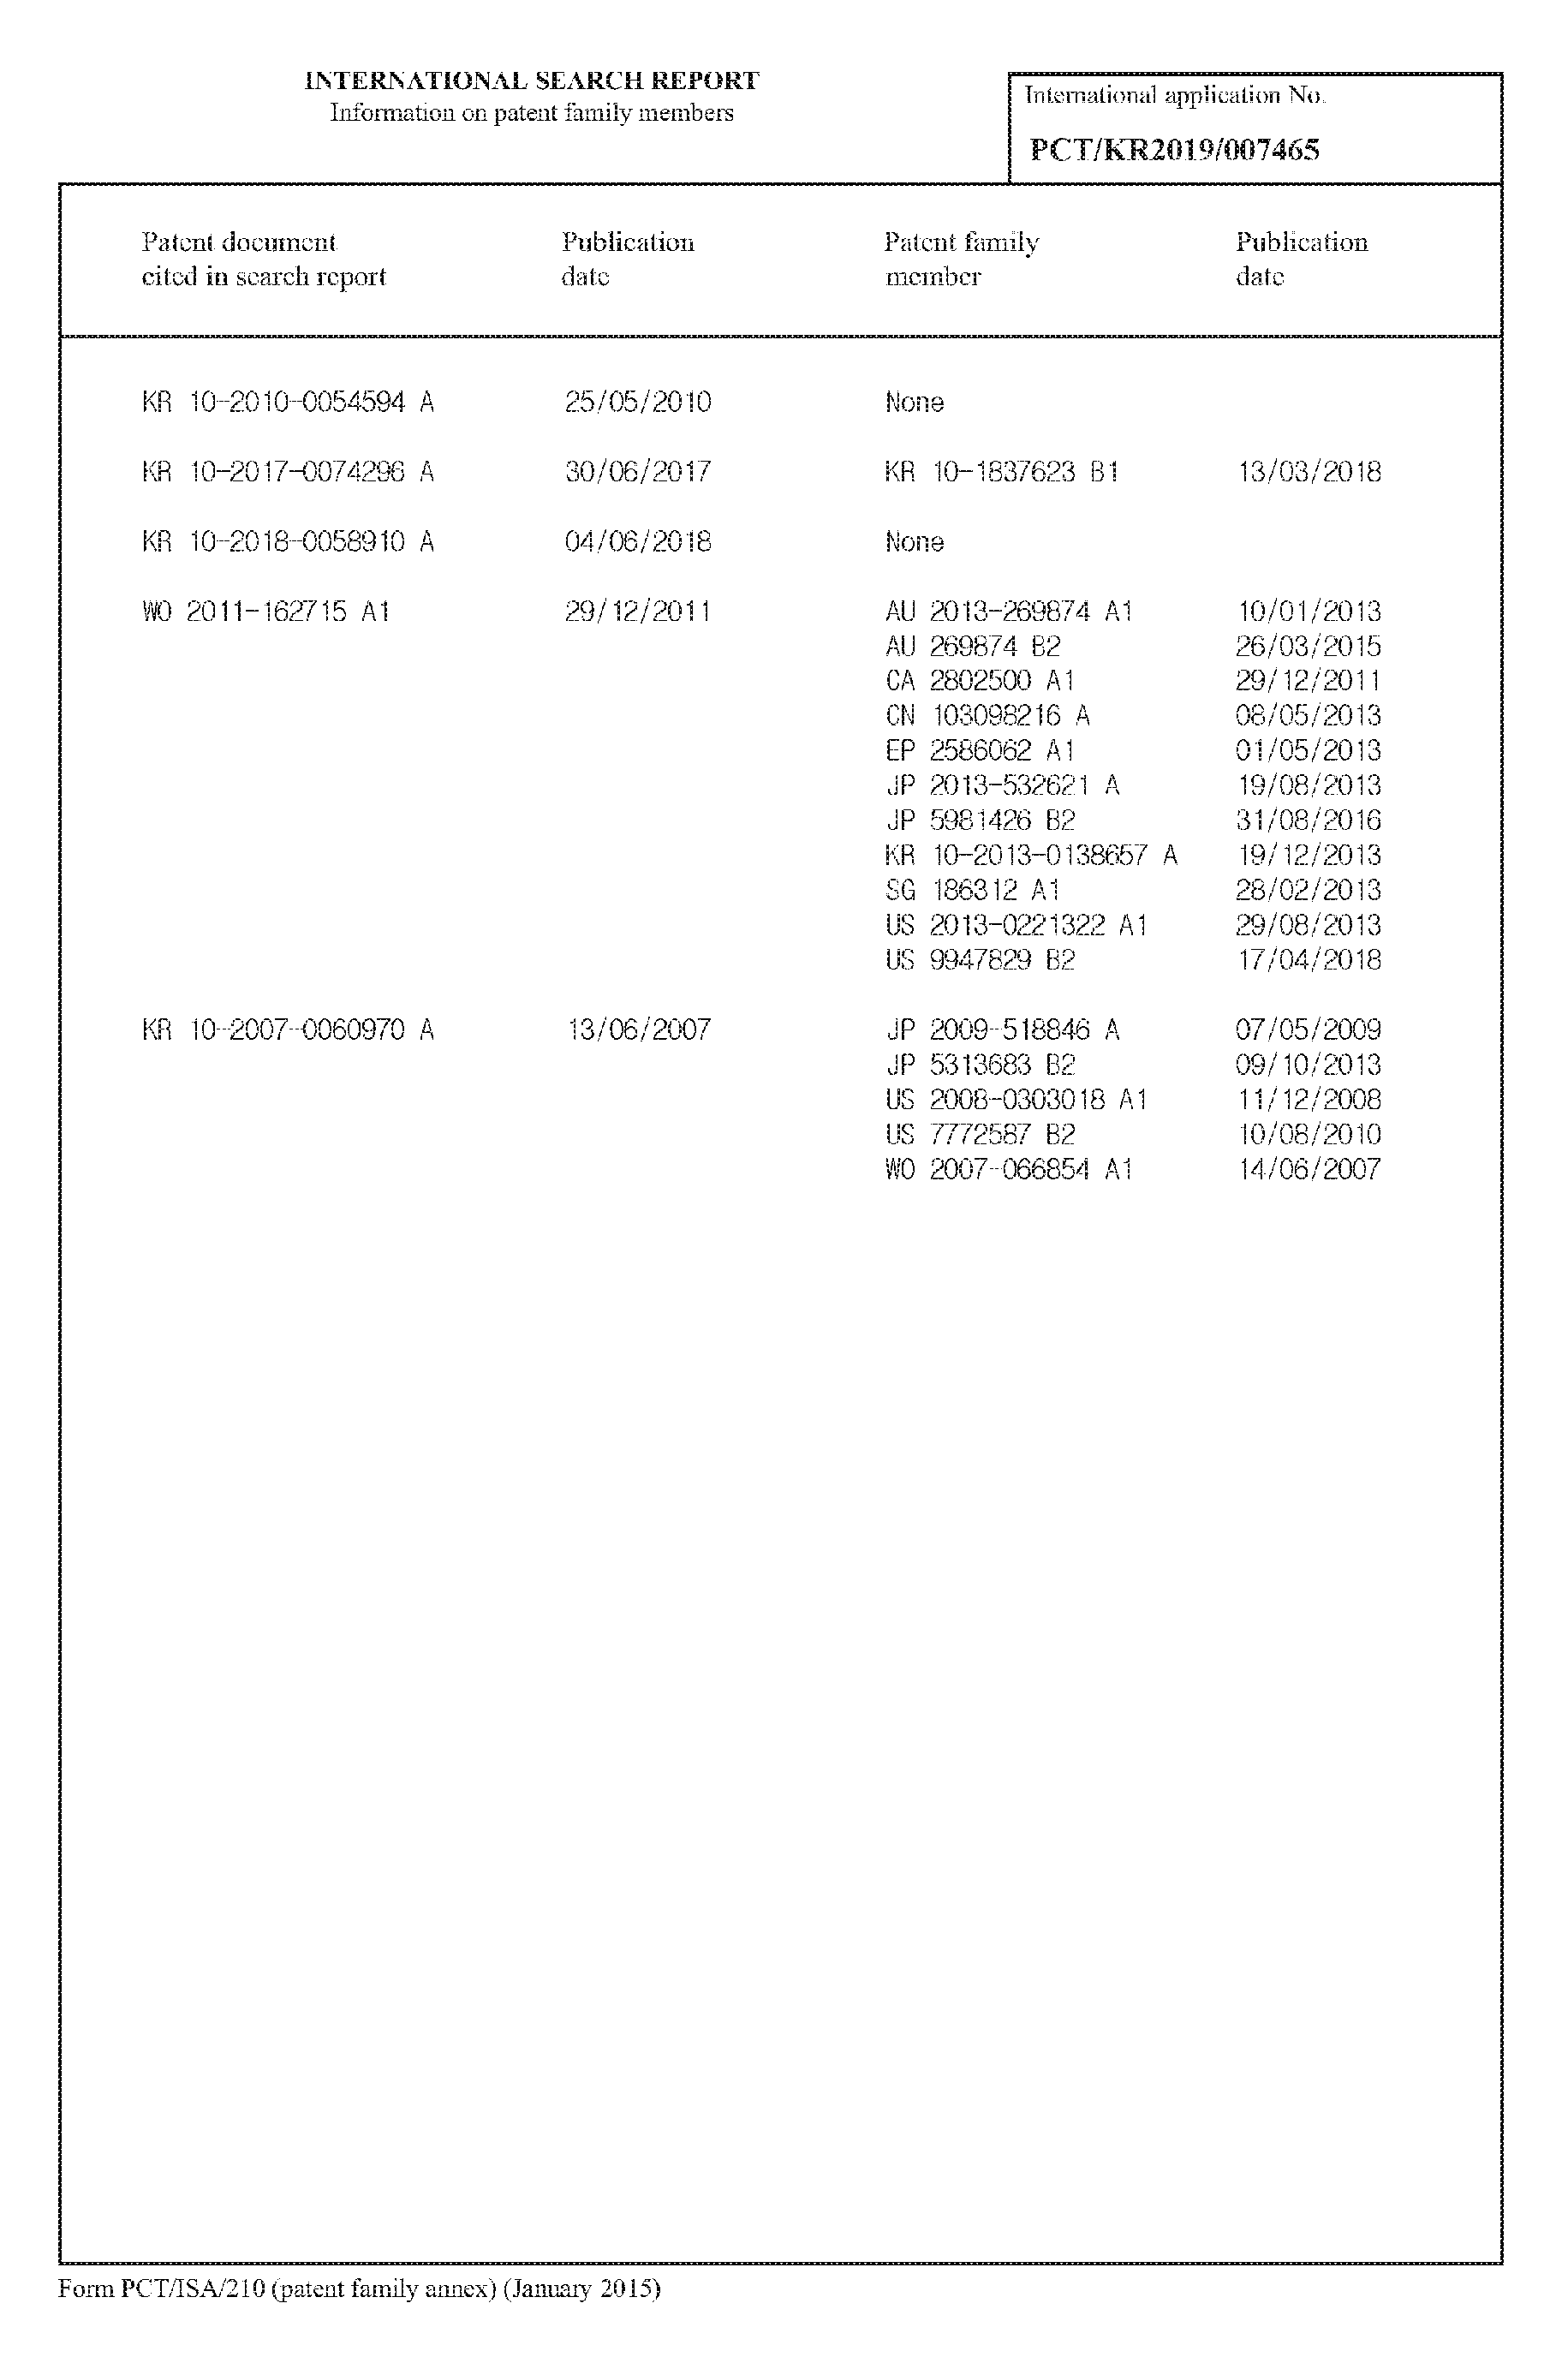 INTERNATIONAL SEARCH REPORT
Information on patent family members
International application No.
PCT/KR2019/007465
Patent document cited in search report
Publication date
Patent family member
Publication date
KR 10-2010-0054594 A 25/05/2010 None
KR 10-2017-0074296 A 30/06/2017 KR 10-1837623 B1 13/03/2018
KR 10-2018-0058910 A 04/06/2018 None
WO 2011-162715 A1 29/12/2011 AU 2013-269874 A1 10/01/2013
AU 269874 B2 26/03/2015
CA 2802500 A1 29/12/2011
CN 103098216 A 08/05/2013
EP 2586062 A1 01/05/2013
JP 2013-532621 A 19/08/2013
JP 5981426 B2 31/08/2016
KR 10-2013-0138657 A 19/12/2013
SG 186312 A1 28/02/2013
US 2013-0221322 A1 29/08/2013
US 9947829 B2 17/04/2018
KR 10-2007-0060970 A 13/06/2007 JP 2009-518846 A 07/05/2009
JP 5313683 B2 09/10/2013
US 2008-0303018 A1 11/12/2008
US 7772587 B2 10/08/2010
WO 2007-066854 A1 14/06/2007
Form PCT/ISA/210 (patent family annex) (January 2015)